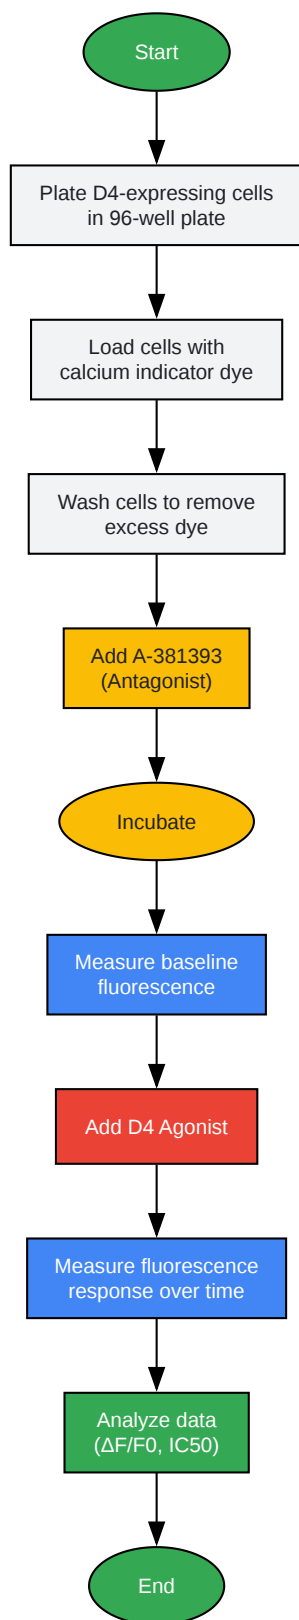 Start
Plate D4-expressing cells
in 96-well plate
Load cells with
calcium indicator dye
Wash cells to remove
excess dye
Add A-381393
(Antagonist)
Incubate
Measure baseline
fluorescence
Add D4 Agonist
Measure fluorescence
response over time
Analyze data
(ΔF/F0, IC50)
End